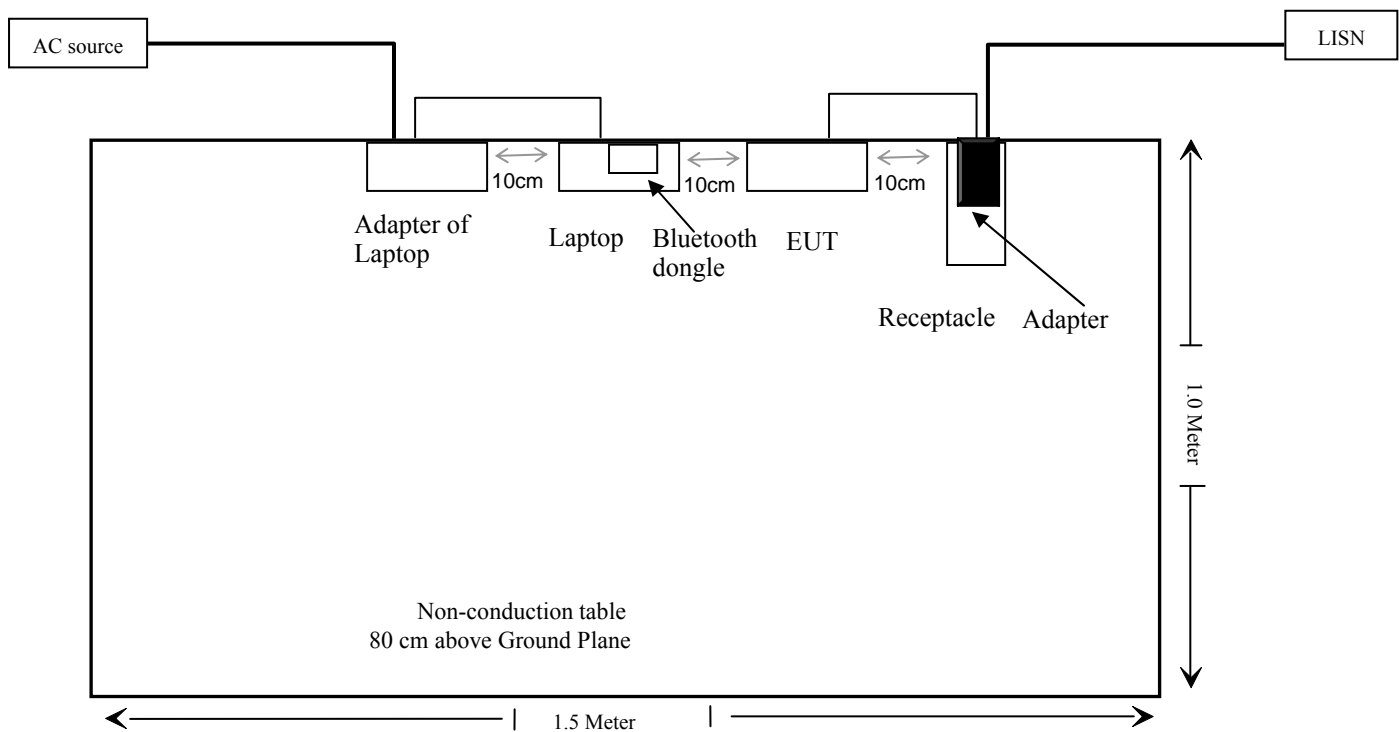 AC source
LISN
10cm
10cm
10cm
Adapter of
Laptop
Laptop
Bluetooth
dongle
EUT
Receptacle
Adapter
1.0 Meter
Non-conduction table
80 cm above Ground Plane
1.5 Meter